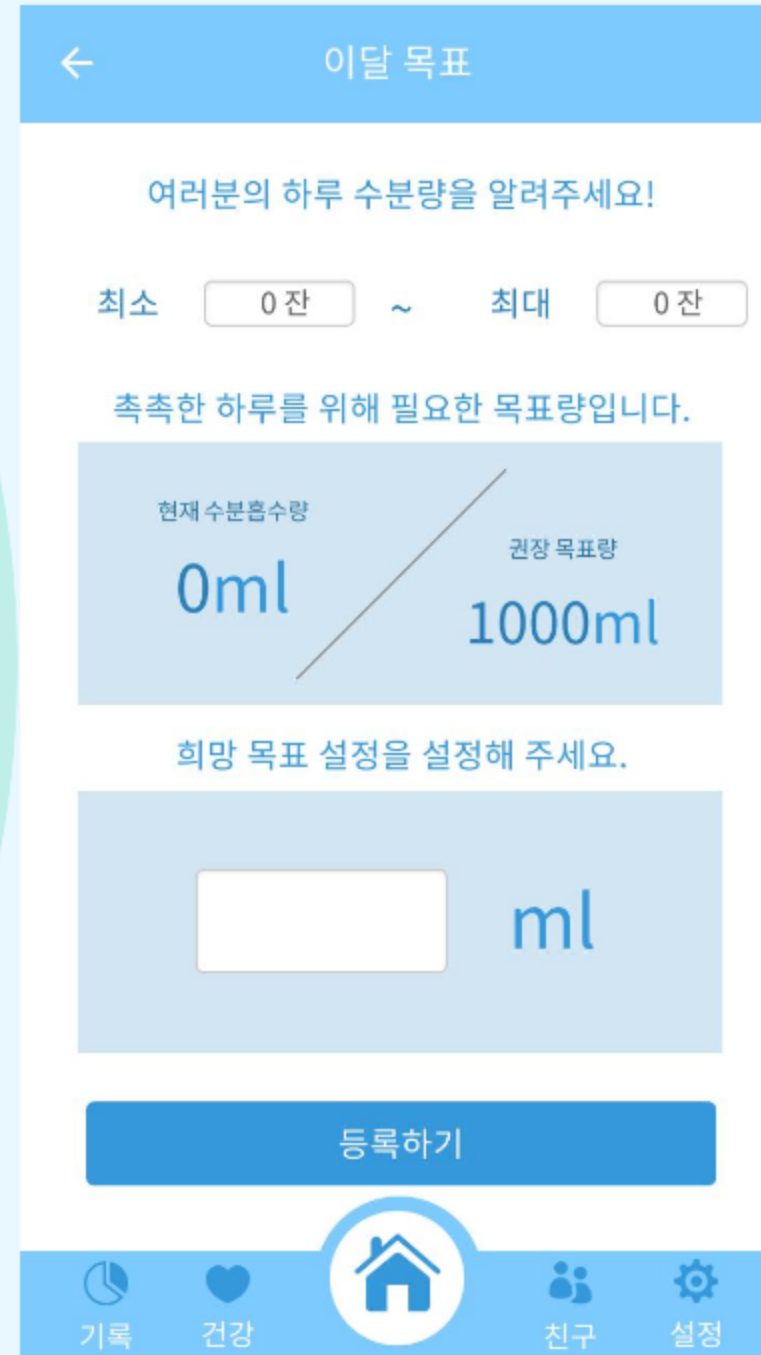 이달 목표
여러분의 하루 수분량을 알려주세요!
최소 0 잔 ~ 최대 0 잔
촉촉한 하루를 위해 필요한 목표량입니다.
현재 수분흡수량
권장 목표량
0ml
1000ml
희망 목표 설정을 설정해 주세요.
ml
등록하기
기록 건강 친구 설정